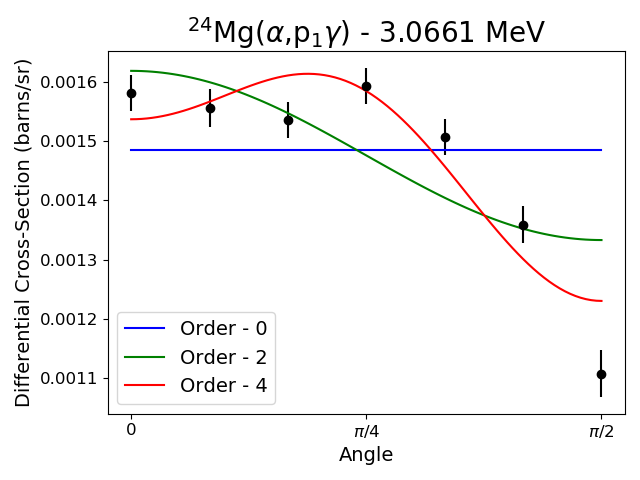 ²⁴Mg(α,p₁γ) - 3.0661 MeV
Differential Cross-Section (barns/sr)
0.0016
0.0015
0.0014
0.0013
0.0012
0.0011
Order - 0
Order - 2
Order - 4
0 π/4 π/2
Angle